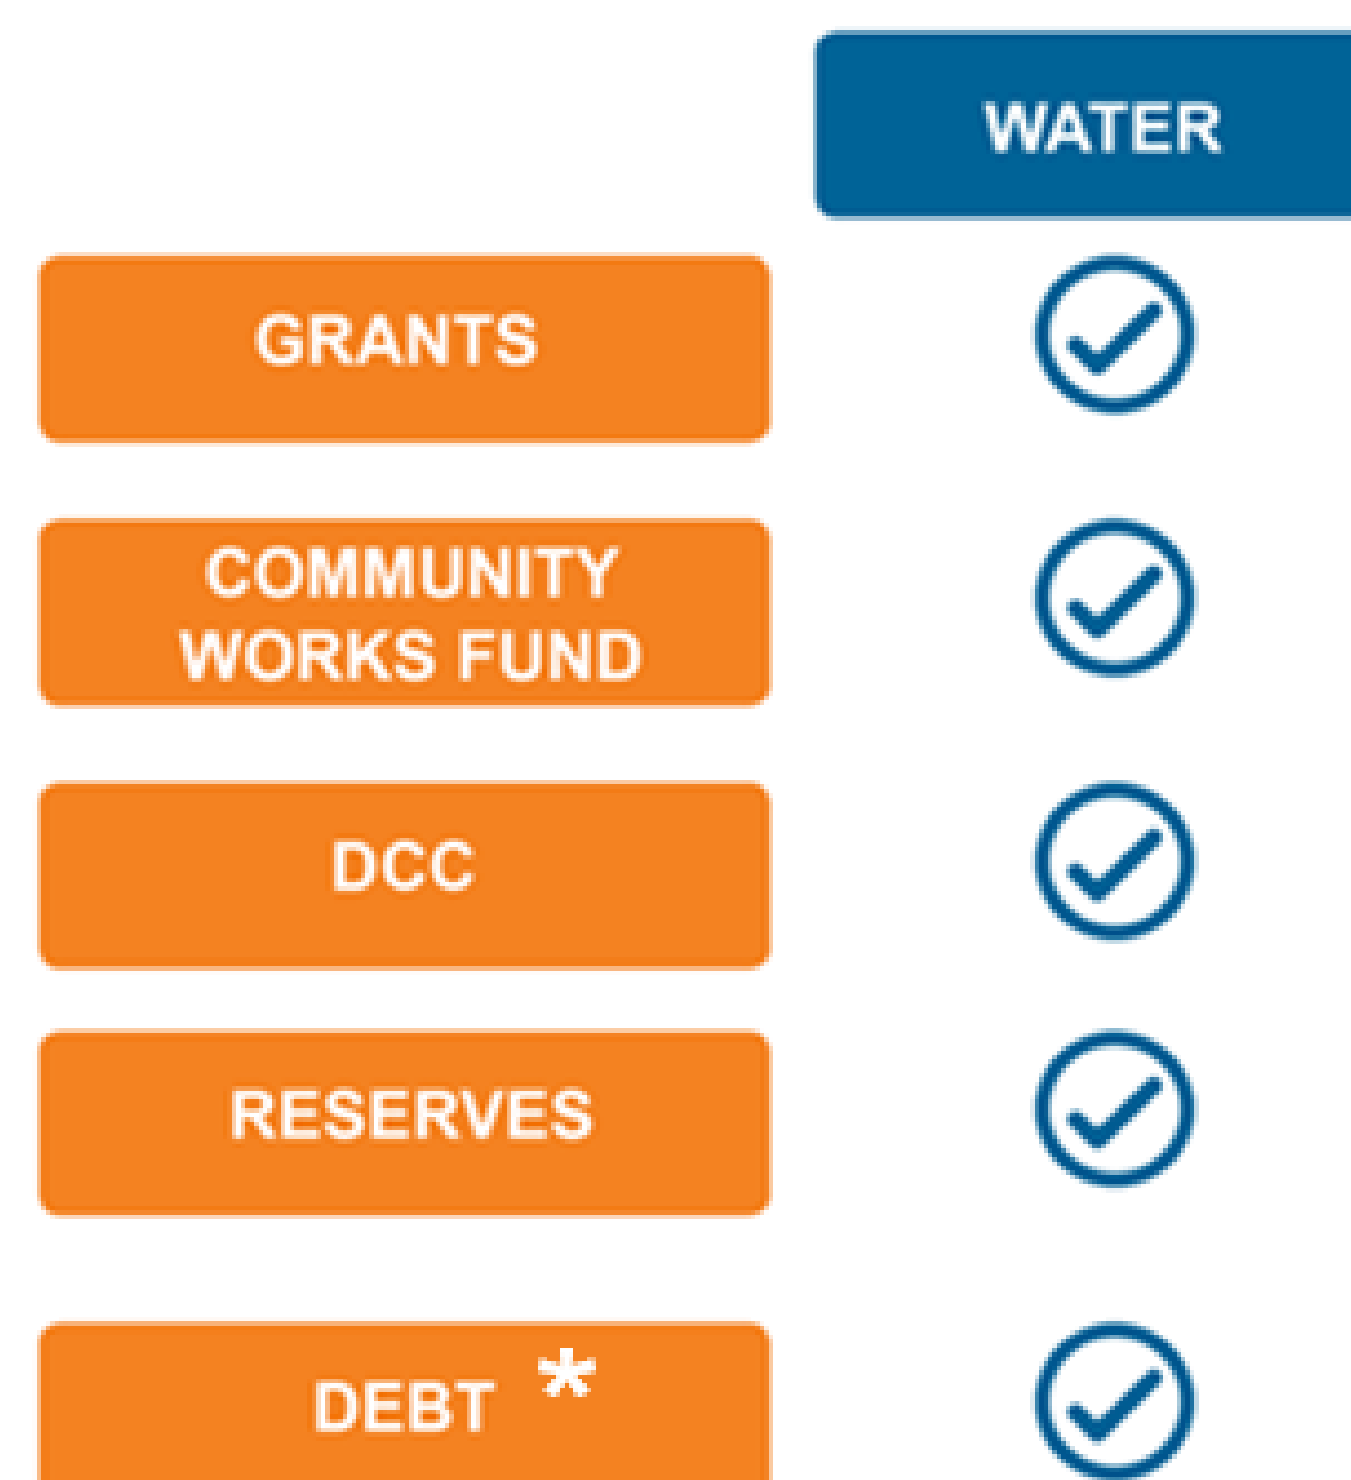 WATER
GRANTS
COMMUNITY
WORKS FUND
DCC
RESERVES
DEBT *